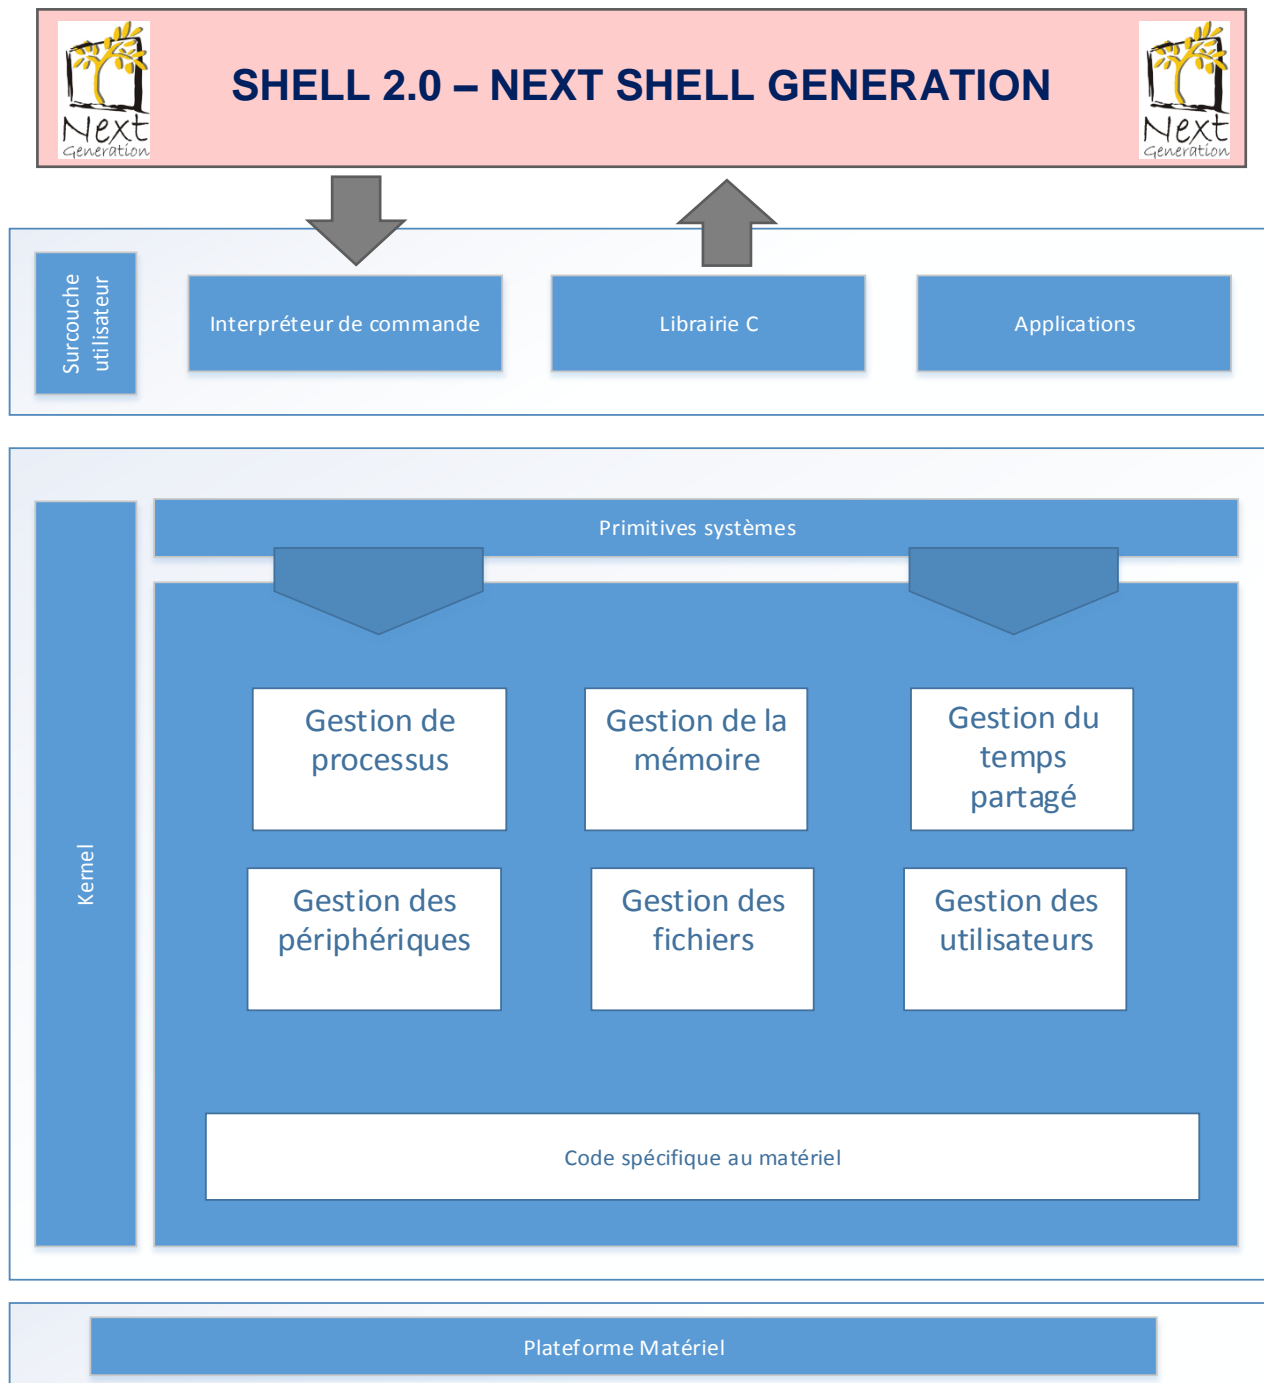 Next
Generation
SHELL 2.0 – NEXT SHELL GENERATION
Next
Generation
Surcouche
utilisateur
Interpréteur de commande
Librairie C
Applications
Kernel
Primitives systèmes
Gestion de
processus
Gestion de la
mémoire
Gestion du
temps
partagé
Gestion des
périphériques
Gestion des
fichiers
Gestion des
utilisateurs
Code spécifique au matériel
Plateforme Matériel